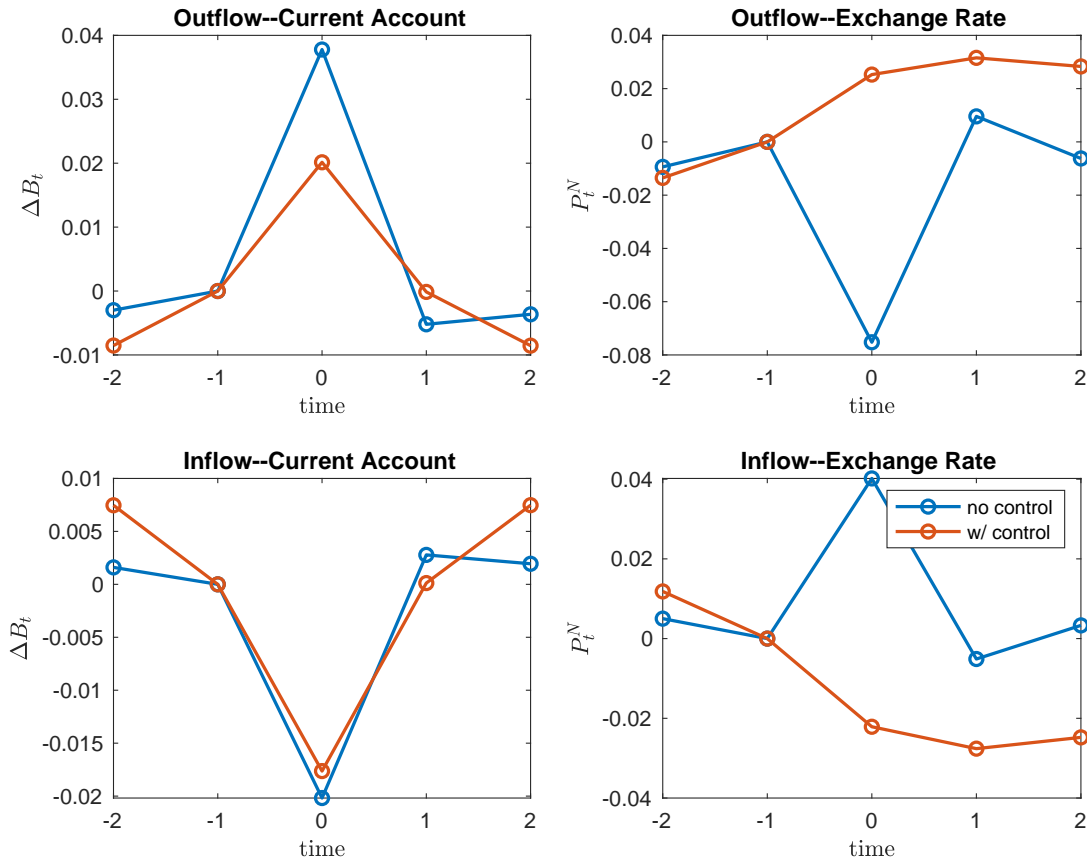 Outflow--Current Account
0.04
0.03
0.02
0.01
0
-0.01
ΔB_t
-2 -1 0 1 2
time
Outflow--Exchange Rate
0.04
0.02
0
-0.02
-0.04
-0.06
-0.08
P_t^N
-2 -1 0 1 2
time
Inflow--Current Account
0.01
0.005
0
-0.005
-0.01
-0.015
-0.02
ΔB_t
-2 -1 0 1 2
time
Inflow--Exchange Rate
0.04
0.02
0
-0.02
-0.04
P_t^N
no control
w/ control
-2 -1 0 1 2
time